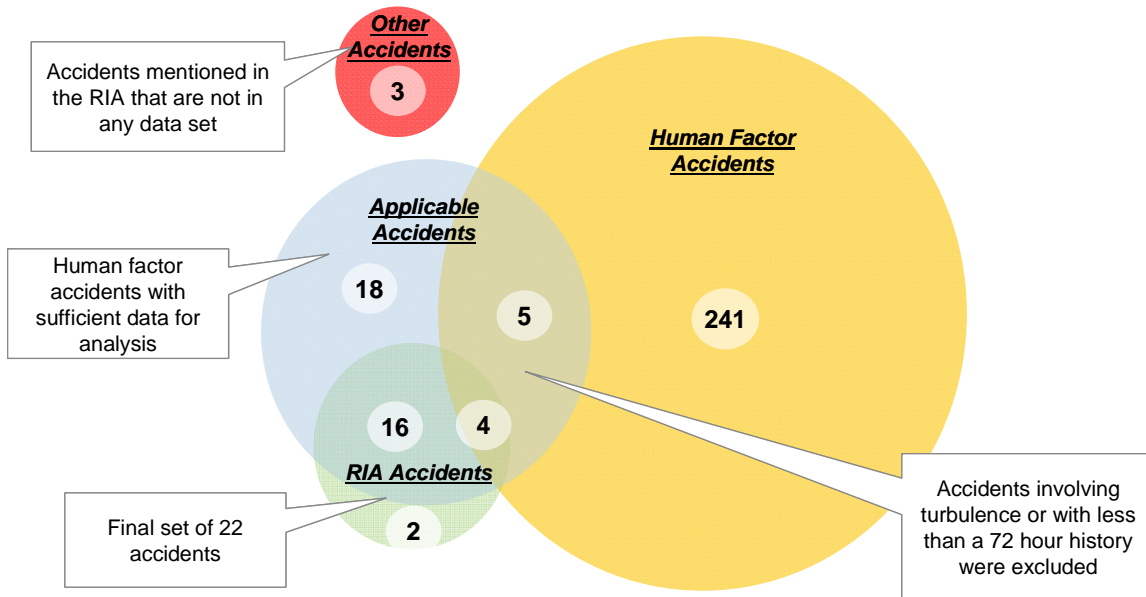 Other
Accidents
3
Accidents mentioned in
the RIA that are not in
any data set
Human Factor
Accidents
241
Applicable
Accidents
18
5
Human factor
accidents with
sufficient data for
analysis
16
4
RIA Accidents
2
Final set of 22
accidents
Accidents involving
turbulence or with less
than a 72 hour history
were excluded